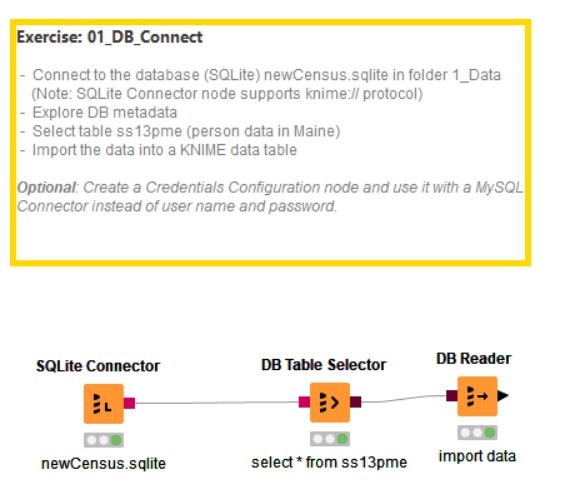 Exercise: 01_DB_Connect
- Connect to the database (SQLite) newCensus.sqlite in folder 1_Data
(Note: SQLite Connector node supports knime:// protocol)
- Explore DB metadata
- Select table ss13pme (person data in Maine)
- Import the data into a KNIME data table
Optional: Create a Credentials Configuration node and use it with a MySQL
Connector instead of user name and password.
SQLite Connector
DB Table Selector
DB Reader
L
newCensus.sqlite
select * from ss13pme
import data